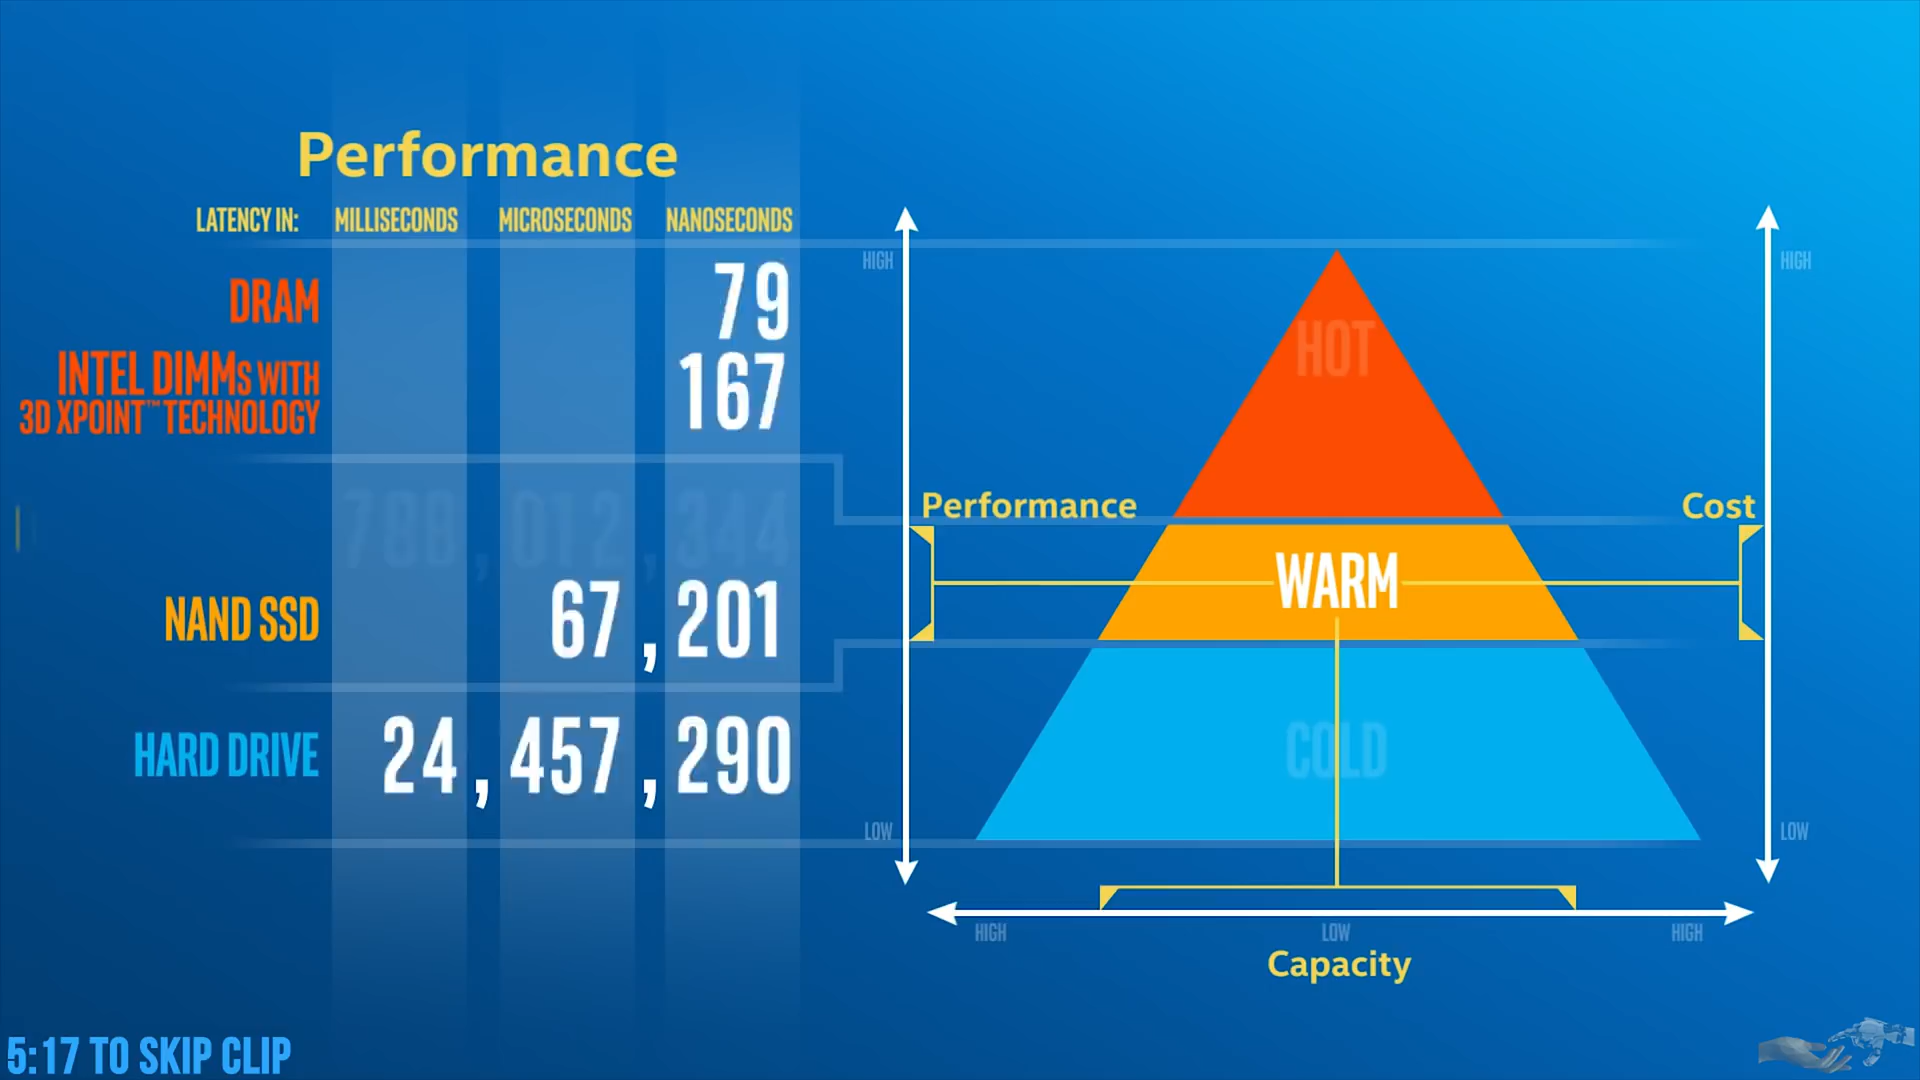 Performance
LATENCY IN: MILLISECONDS MICROSECONDS NANOSECONDS
DRAM 79
INTEL DIMMS WITH 167
3D XPOINT™ TECHNOLOGY
NAND SSD 67,201
HARD DRIVE 24,457,290
HIGH
HIGH
HOT
Performance
Cost
WARM
COLD
LOW
LOW
HIGH LOW HIGH
Capacity
5:17 TO SKIP CLIP